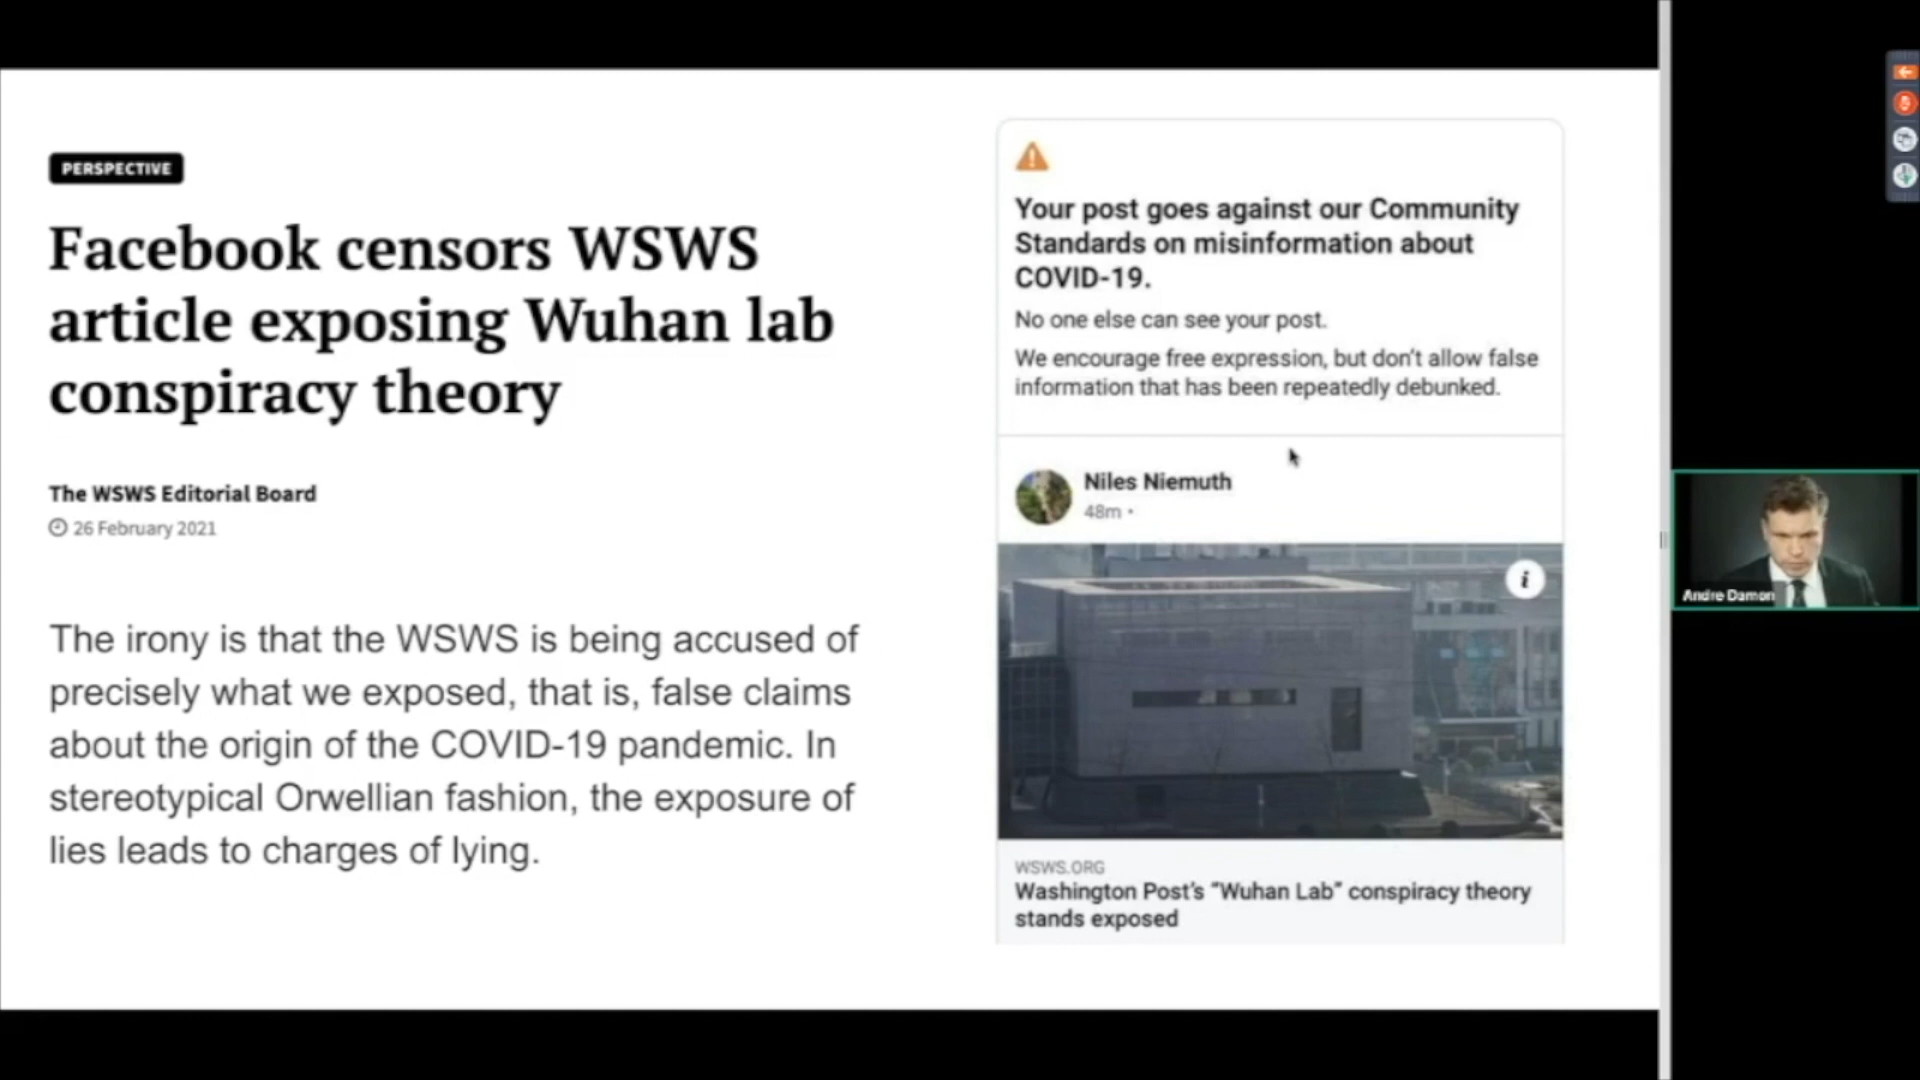 PERSPECTIVE
Facebook censors WSWS
article exposing Wuhan lab
conspiracy theory
The WSWS Editorial Board
26 February 2021
The irony is that the WSWS is being accused of
precisely what we exposed, that is, false claims
about the origin of the COVID-19 pandemic. In
stereotypical Orwellian fashion, the exposure of
lies leads to charges of lying.
Your post goes against our Community
Standards on misinformation about
COVID-19.
No one else can see your post.
We encourage free expression, but don't allow false
information that has been repeatedly debunked.
Niles Niemuth
48m •
i
WSWS.ORG
Washington Post's "Wuhan Lab" conspiracy theory
stands exposed
Andre Damon